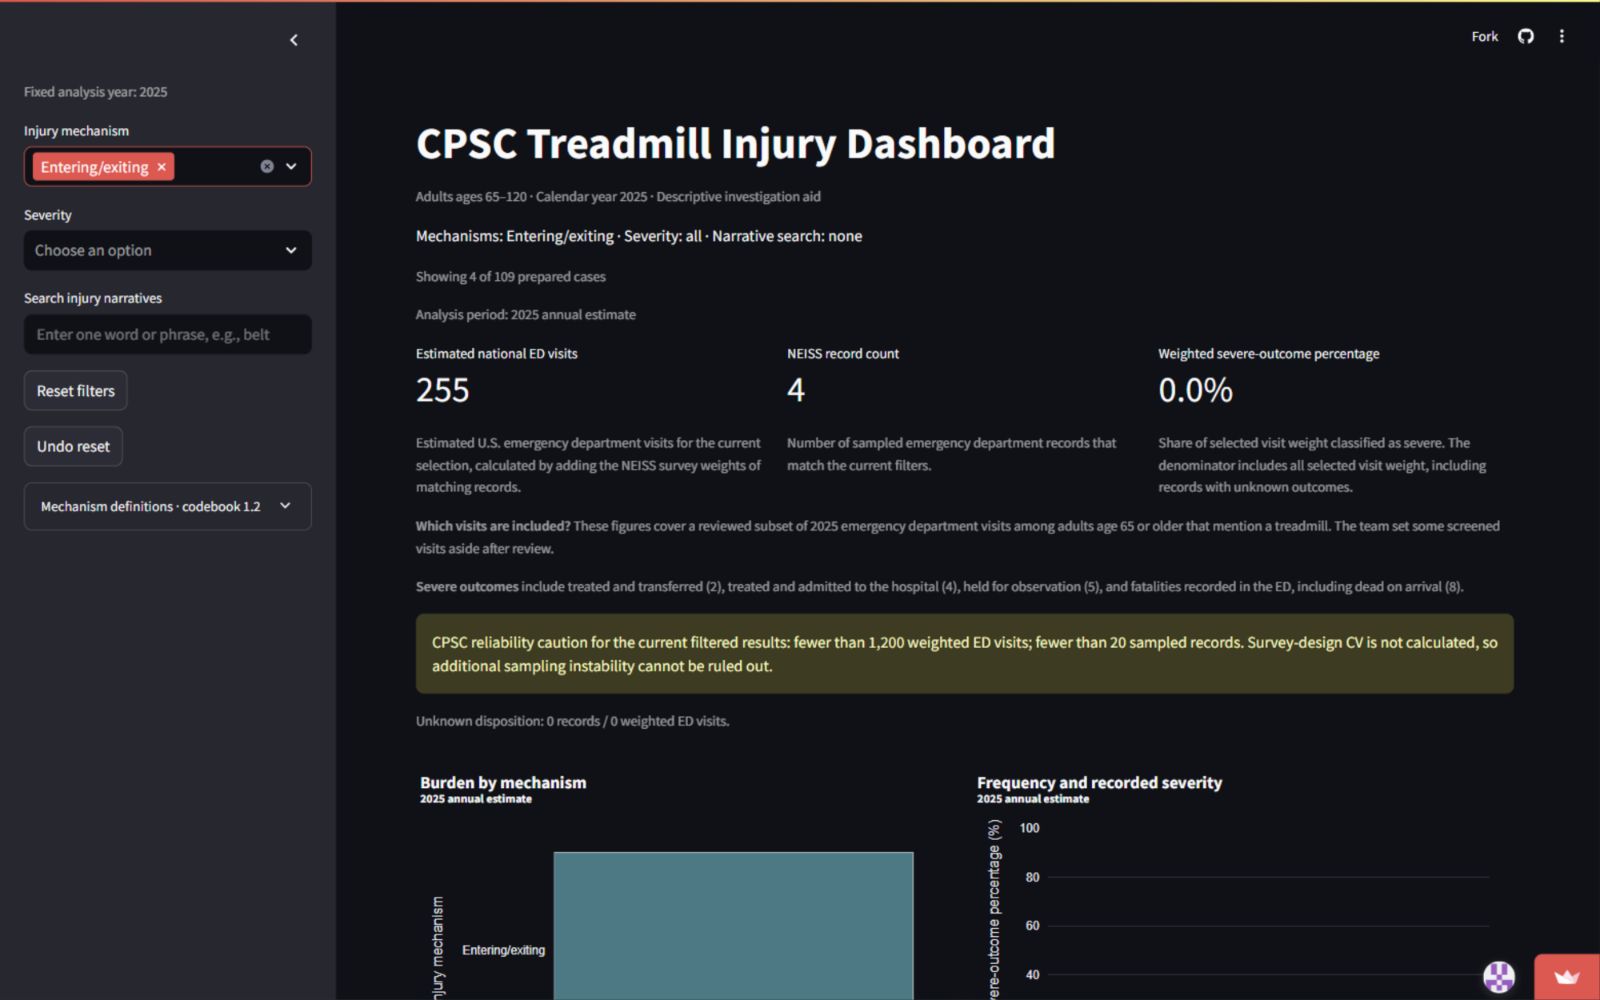 Fork
Fixed analysis year: 2025
Injury mechanism
Entering/exiting ×
Severity
Choose an option
Search injury narratives
Enter one word or phrase, e.g., belt
Reset filters
Undo reset
Mechanism definitions · codebook 1.2
CPSC Treadmill Injury Dashboard
Adults ages 65–120 · Calendar year 2025 · Descriptive investigation aid
Mechanisms: Entering/exiting · Severity: all · Narrative search: none
Showing 4 of 109 prepared cases
Analysis period: 2025 annual estimate
Estimated national ED visits
255
Estimated U.S. emergency department visits for the current
selection, calculated by adding the NEISS survey weights of
matching records.
NEISS record count
4
Number of sampled emergency department records that
match the current filters.
Weighted severe-outcome percentage
0.0%
Share of selected visit weight classified as severe. The
denominator includes all selected visit weight, including
records with unknown outcomes.
Which visits are included? These figures cover a reviewed subset of 2025 emergency department visits among adults age 65 or older that mention a treadmill. The team set some screened
visits aside after review.
Severe outcomes include treated and transferred (2), treated and admitted to the hospital (4), held for observation (5), and fatalities recorded in the ED, including dead on arrival (8).
CPSC reliability caution for the current filtered results: fewer than 1,200 weighted ED visits; fewer than 20 sampled records. Survey-design CV is not calculated, so
additional sampling instability cannot be ruled out.
Unknown disposition: 0 records / 0 weighted ED visits.
Burden by mechanism
2025 annual estimate
njury mechanism
Entering/exiting
Frequency and recorded severity
2025 annual estimate
vere-outcome percentage (%)
100
80
60
40